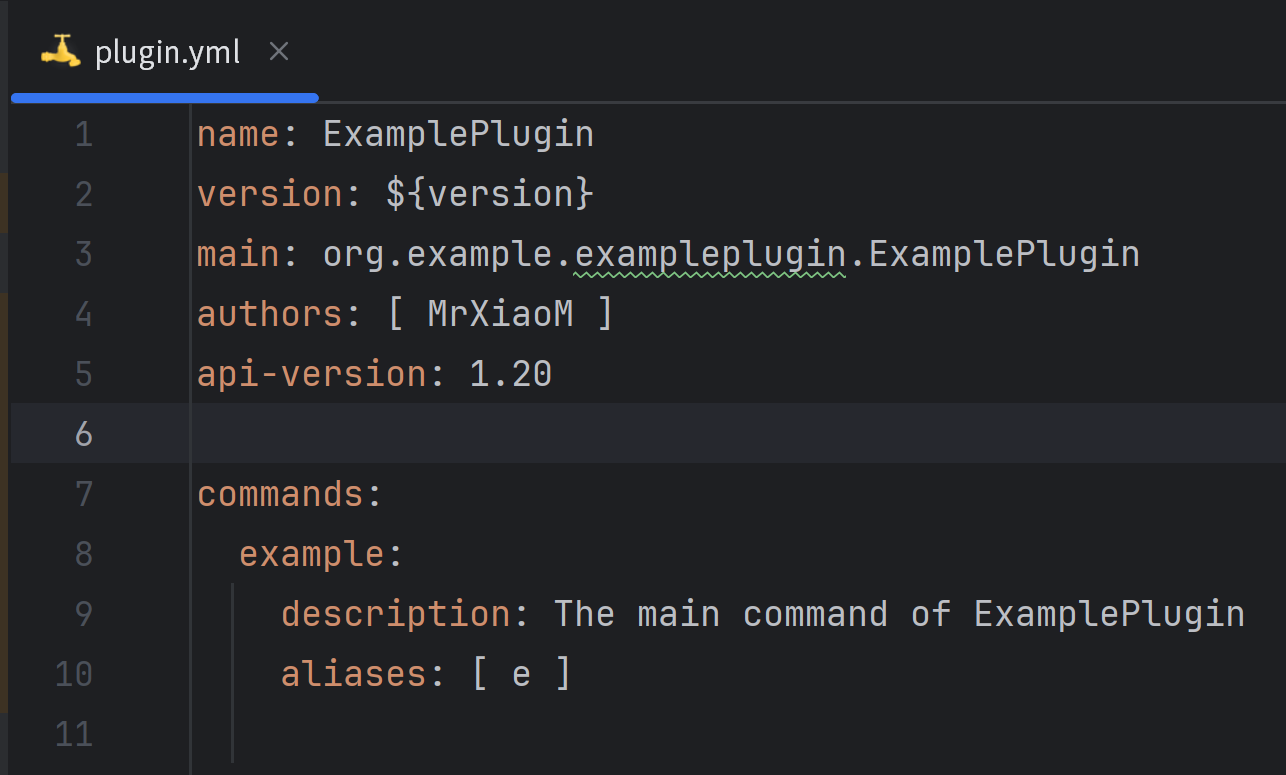 plugin.yml
1 name: ExamplePlugin
2 version: ${version}
3 main: org.example.exampleplugin.ExamplePlugin
4 authors: [ MrXiaoM ]
5 api-version: 1.20
6
7 commands:
8   example:
9     description: The main command of ExamplePlugin
10     aliases: [ e ]
11